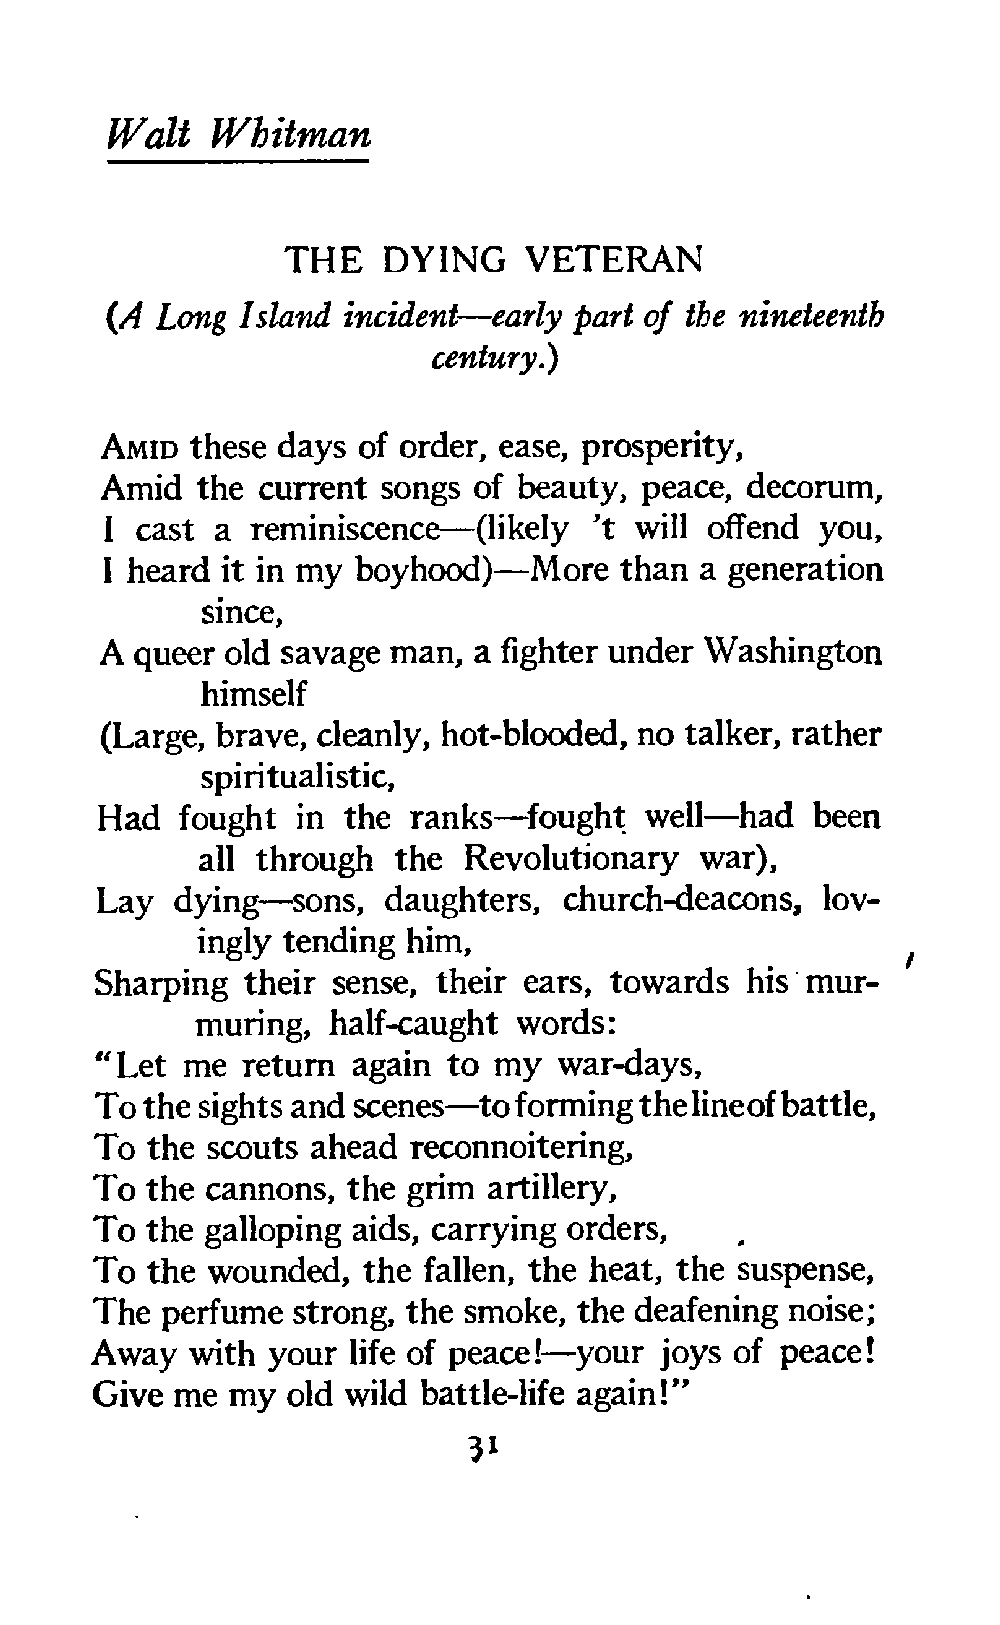 Walt Whitman
THE DYING VETERAN
(A Long Island incident—early part of the nineteenth
century.)
AMID these days of order, ease, prosperity,
Amid the current songs of beauty, peace, decorum,
I cast a reminiscence—(likely 't will offend you,
I heard it in my boyhood)—More than a generation
since,
A queer old savage man, a fighter under Washington
himself
(Large, brave, cleanly, hot-blooded, no talker, rather
spiritualistic,
Had fought in the ranks—fought well—had been
all through the Revolutionary war),
Lay dying—sons, daughters, church-deacons, lov-
ingly tending him,
Sharping their sense, their ears, towards his mur-
muring, half-caught words:
"Let me return again to my war-days,
To the sights and scenes—to forming the line of battle,
To the scouts ahead reconnoitering,
To the cannons, the grim artillery,
To the galloping aids, carrying orders,
To the wounded, the fallen, the heat, the suspense,
The perfume strong, the smoke, the deafening noise;
Away with your life of peace!—your joys of peace!
Give me my old wild battle-life again!"
31